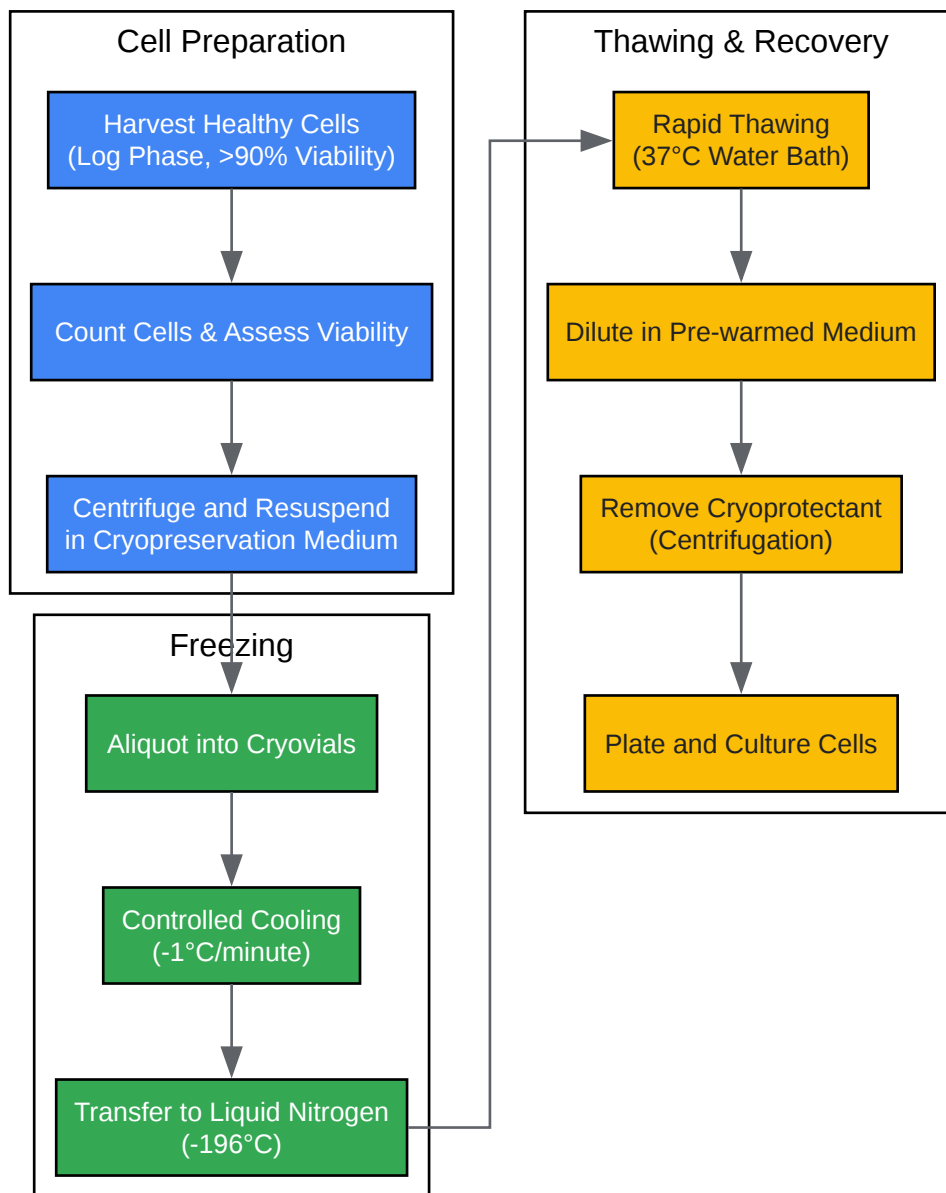 Cell Preparation
Harvest Healthy Cells
(Log Phase, >90% Viability)
Count Cells & Assess Viability
Centrifuge and Resuspend
in Cryopreservation Medium
Freezing
Aliquot into Cryovials
Controlled Cooling
(-1°C/minute)
Transfer to Liquid Nitrogen
(-196°C)
Thawing & Recovery
Rapid Thawing
(37°C Water Bath)
Dilute in Pre-warmed Medium
Remove Cryoprotectant
(Centrifugation)
Plate and Culture Cells